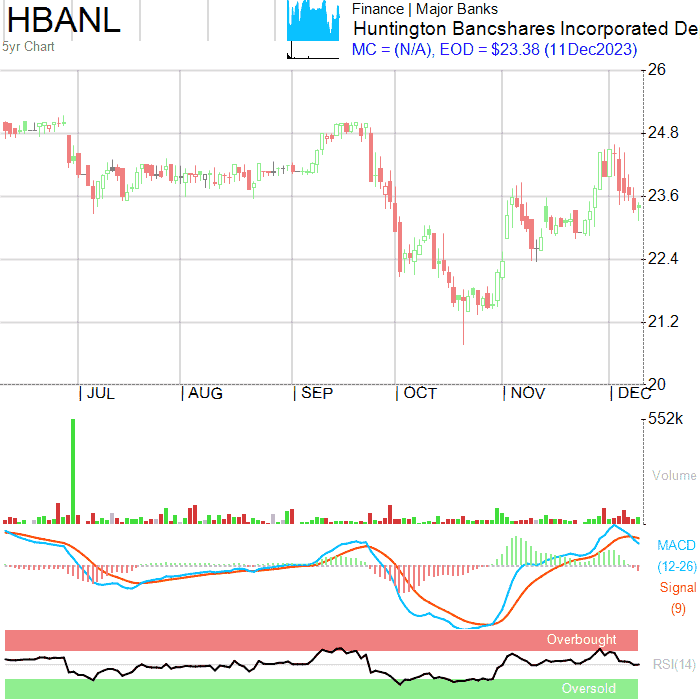 HBANL
5yr Chart
Finance | Major Banks
Huntington Bancshares Incorporated De
MC = (N/A), EOD = $23.38 (11Dec2023)
26
24.8
23.6
22.4
21.2
20
| JUL
| AUG
| SEP
| OCT
| NOV
| DEC
552k
Volume
MACD
(12-26)
Signal
(9)
Overbought
RSI(14)
Oversold